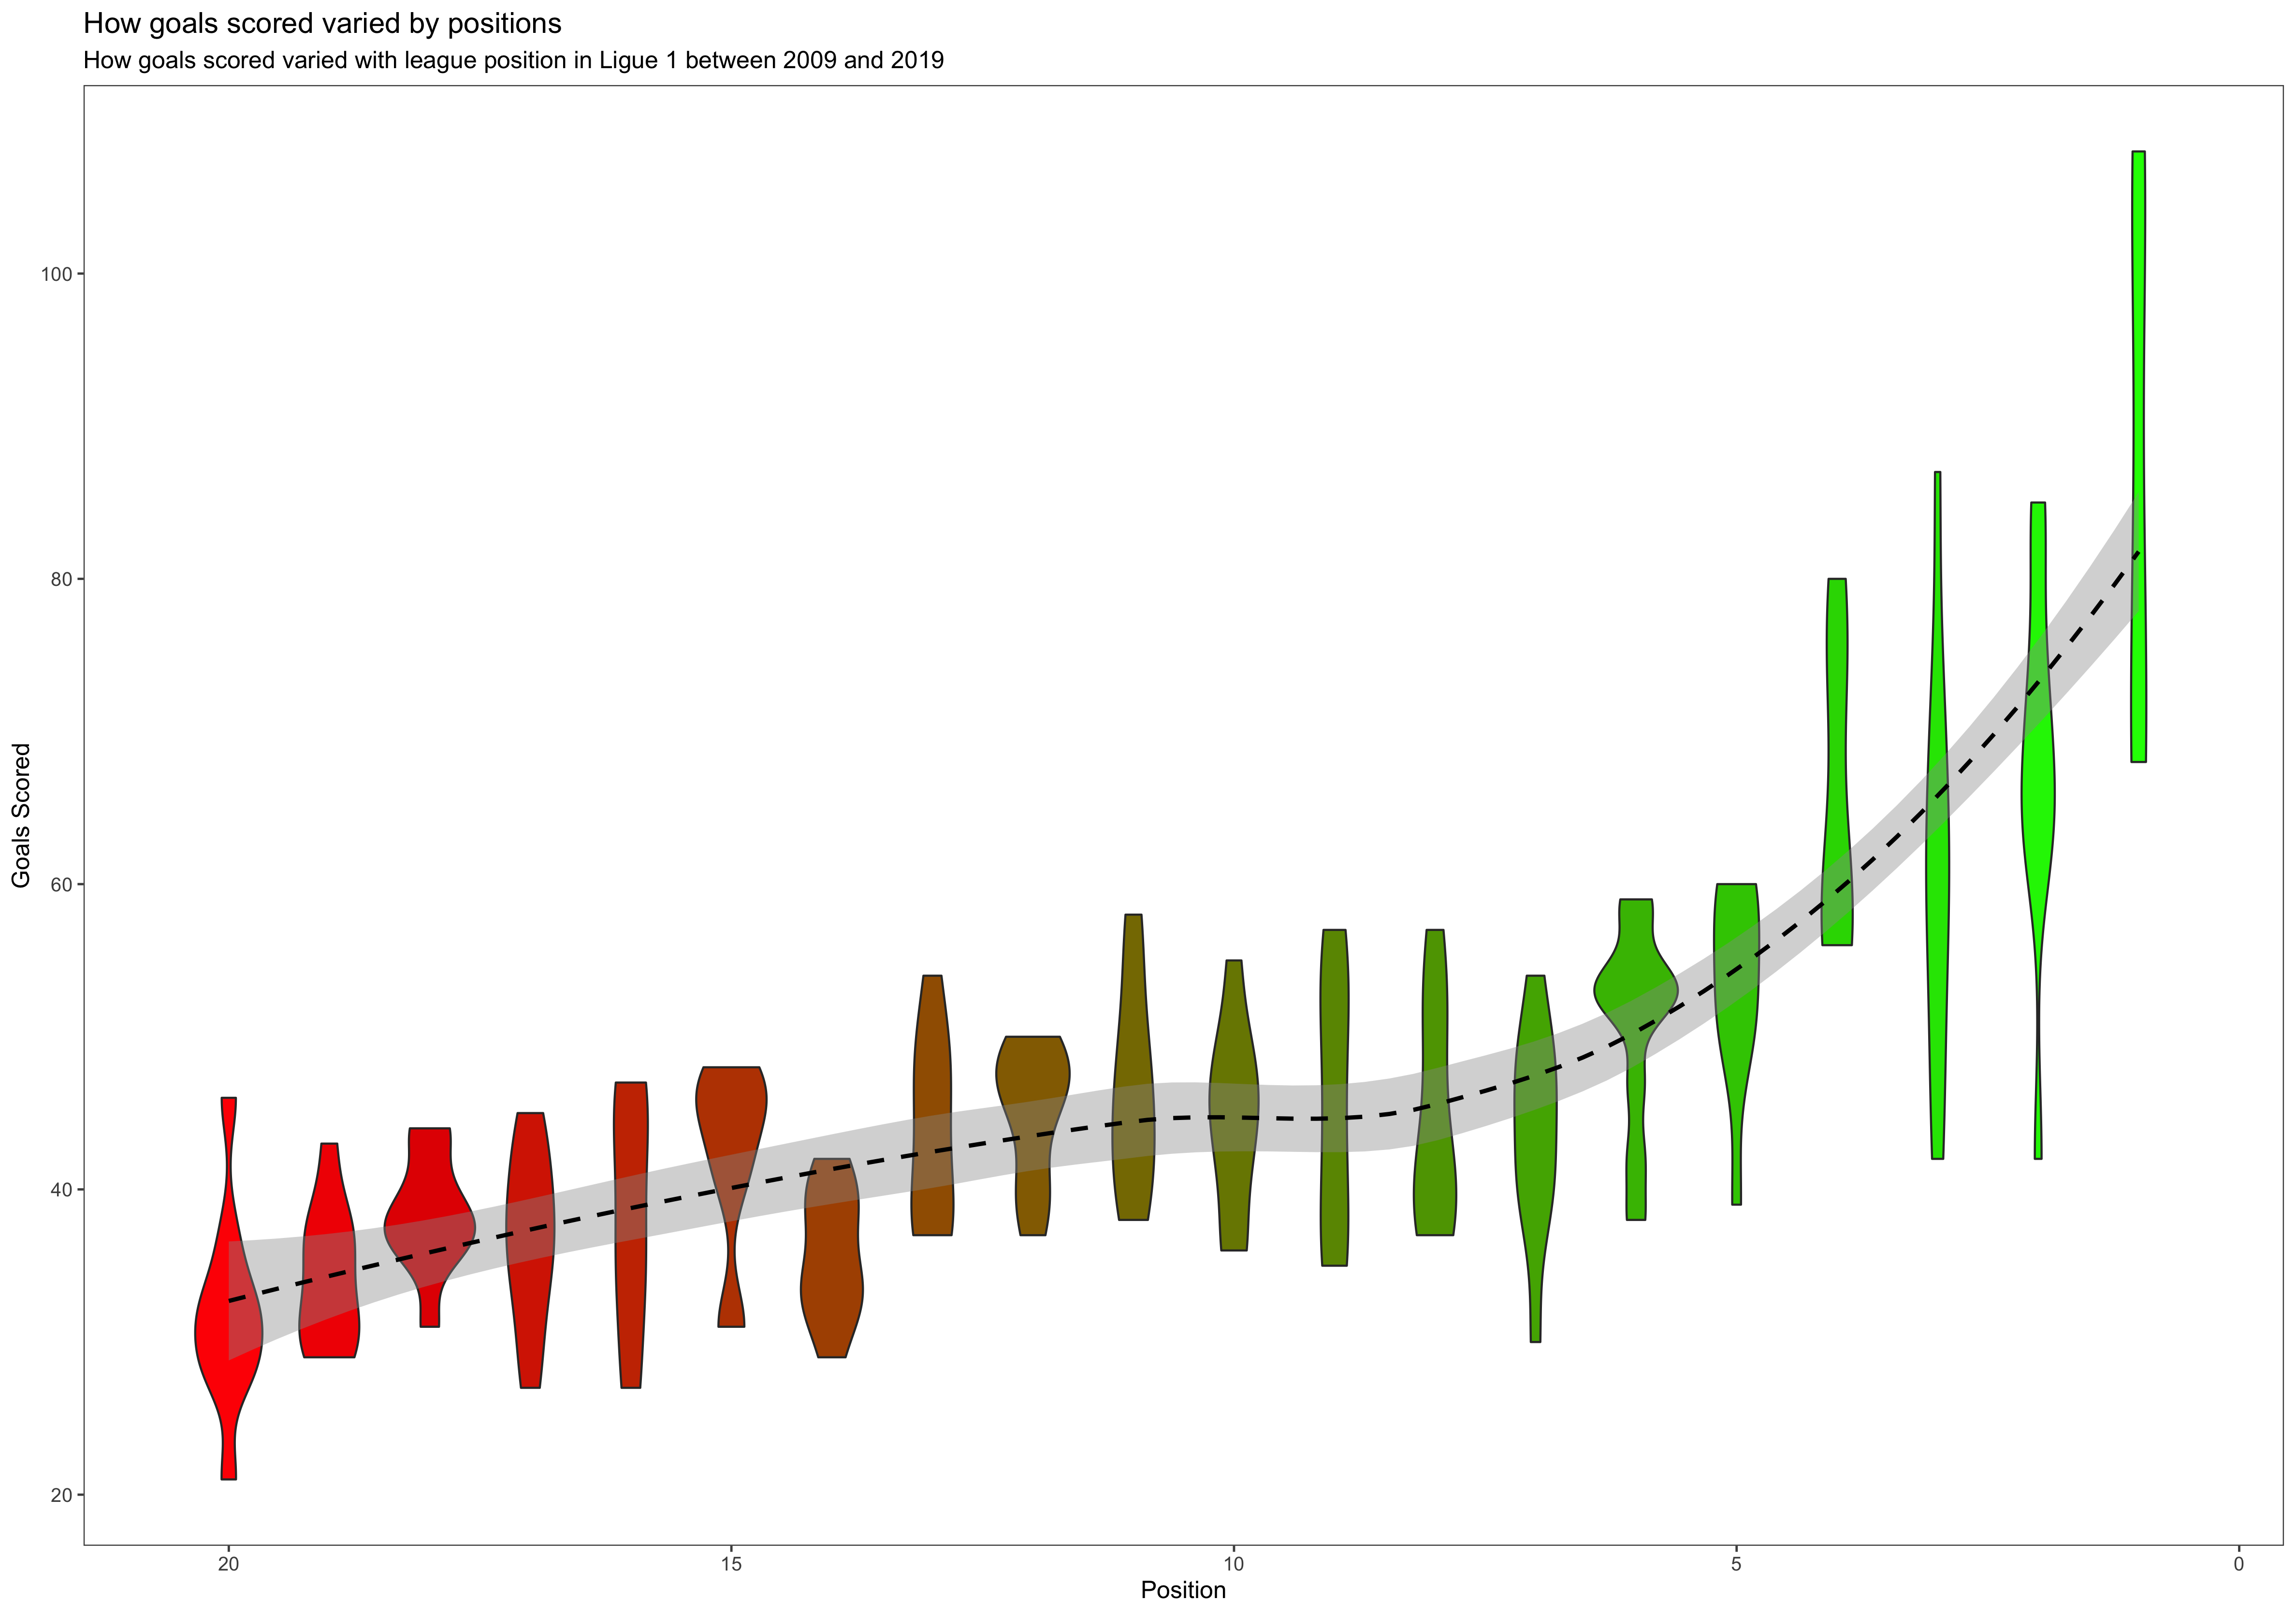 How goals scored varied by positions
How goals scored varied with league position in Ligue 1 between 2009 and 2019
Goals Scored
100
80
60
40
20
20 15 10 5 0
Position